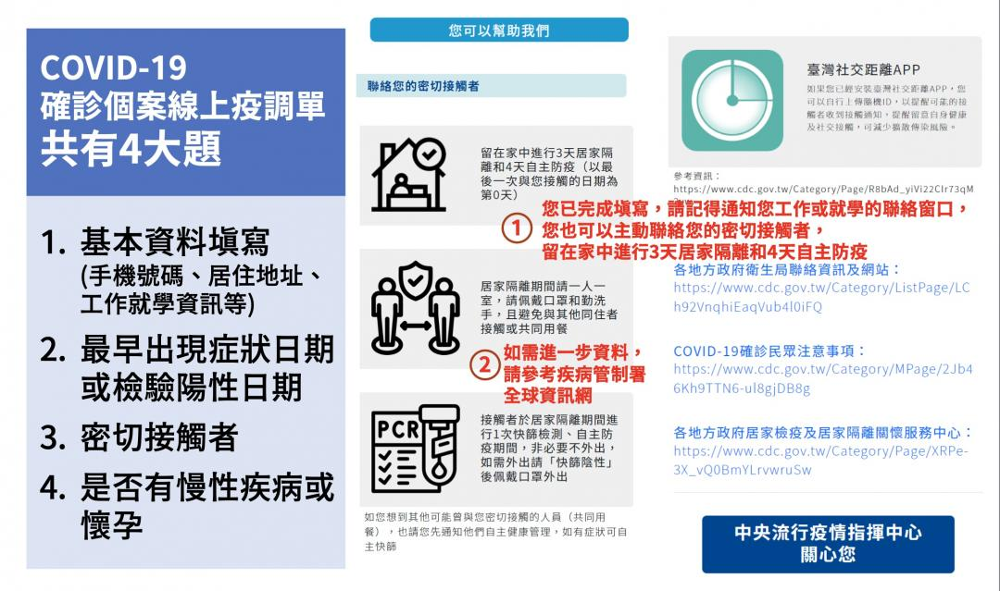 COVID-19
確診個案線上疫調單
共有4大題
1. 基本資料填寫
(手機號碼、居住地址、
工作就學資訊等)
2. 最早出現症狀日期
或檢驗陽性日期
3. 密切接觸者
4. 是否有慢性疾病或
懷孕
您可以幫助我們
聯絡您的密切接觸者
留在家中進行3天居家隔
離和4天自主防疫（以最
後一次與您接觸的日期為
第0天）
① 您已完成填寫，請記得通知您工作或就學的聯絡窗口，
您也可以主動聯絡您的密切接觸者，
留在家中進行3天居家隔離和4天自主防疫
居家隔離期間請一人一
室，請佩戴口罩和勤洗
手，且避免與其他同住者
接觸或共同用餐
② 如需進一步資料，
請參考疾病管制署
全球資訊網
PCR
接觸者於居家隔離期間進
行1次快篩檢測、自主防
疫期間，非必要不外出，
如需外出請「快篩陰性」
後佩戴口罩外出
如您想到其他可能曾與您密切接觸的人員（共同用
餐），也請您先通知他們自主健康管理，如有症狀可自
主快篩
臺灣社交距離APP
如果您已經安裝臺灣社交距離APP，您
可以自行上傳隨機ID，以提醒可能的接
觸者收到接觸通知，提醒留意自身健康
及社交接觸，可減少擴散傳染風險。
參考資訊：
https://www.cdc.gov.tw/Category/Page/R8bAd_yiVi22CIr73qM
各地方政府衛生局聯絡資訊及網站：
https://www.cdc.gov.tw/Category/ListPage/LC
h92VnqhiEaqVub4l0iFQ
COVID-19確診民眾注意事項：
https://www.cdc.gov.tw/Category/MPage/2Jb4
6Kh9TTN6-ul8gjDB8g
各地方政府居家檢疫及居家隔離關懷服務中心：
https://www.cdc.gov.tw/Category/Page/XRPe-
3X_vQ0BmYLrvwruSw
中央流行疫情指揮中心
關心您